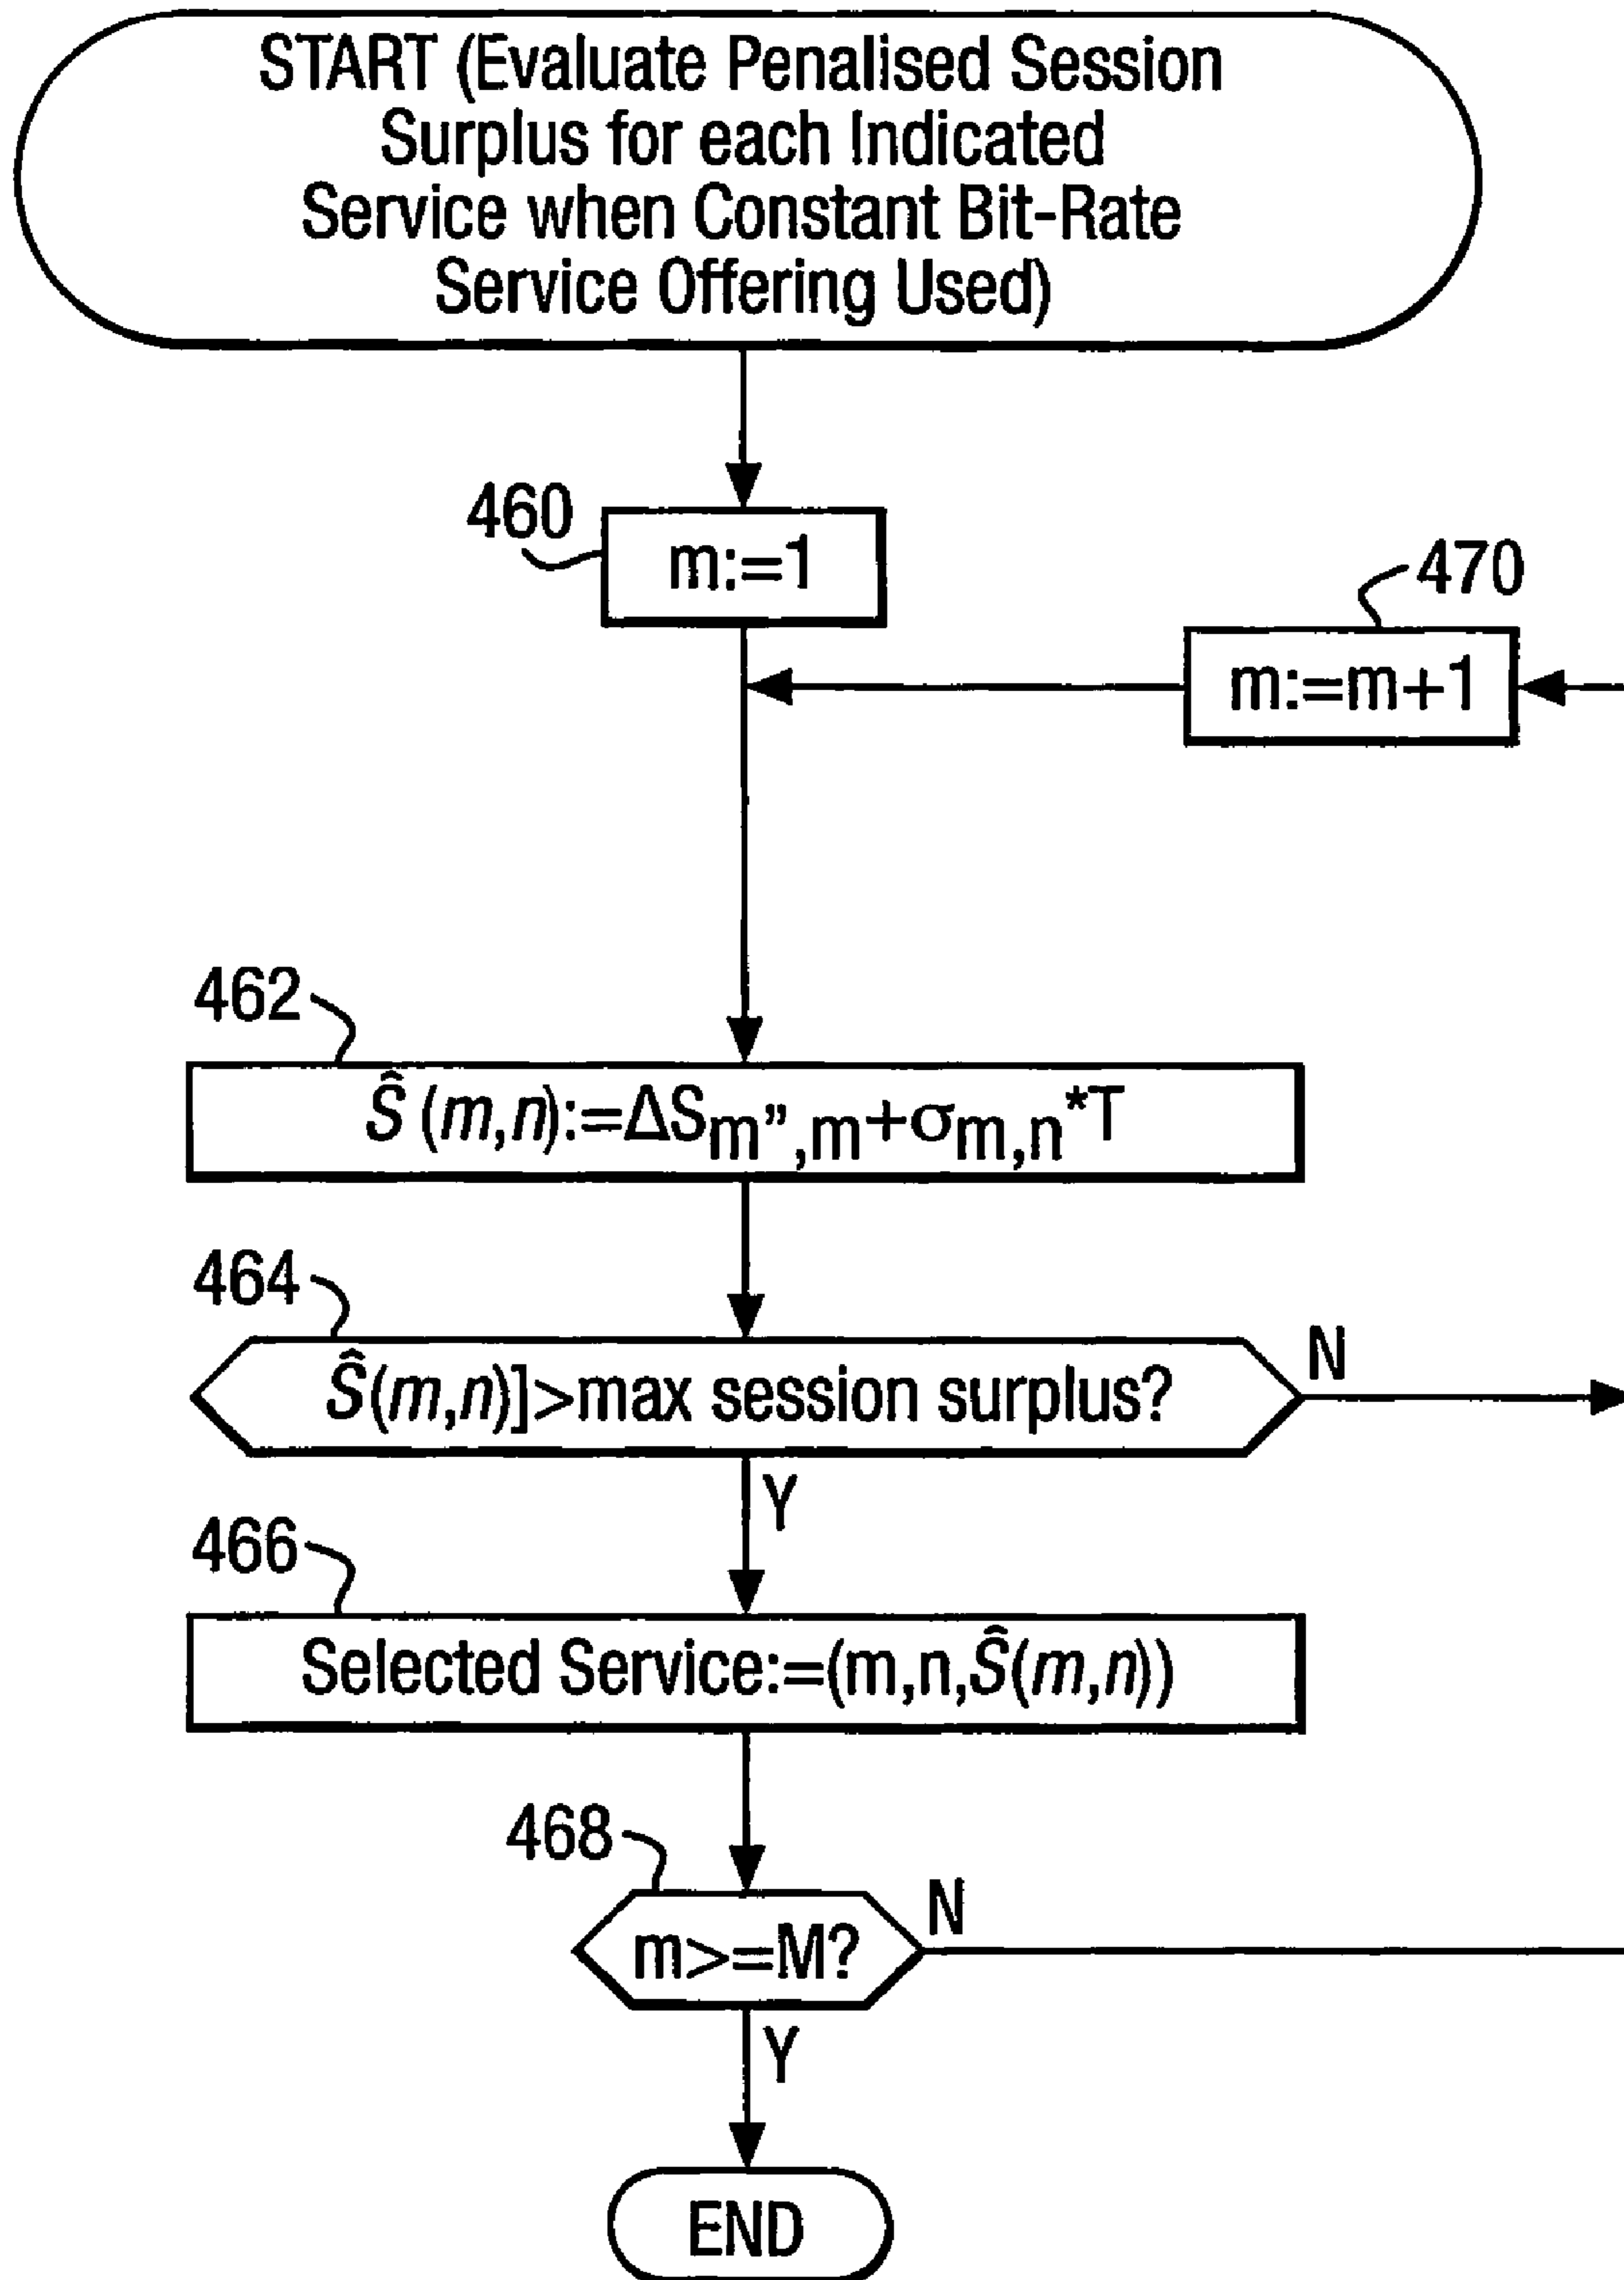 START (Evaluate Penalised Session
Surplus for each Indicated
Service when Constant Bit-Rate
Service Offering Used)
460
m:=1
470
m:=m+1
462
Ŝ (m,n):=ΔSm",m+σm,n*T
464
Ŝ(m,n)]>max session surplus?
N
Y
466
Selected Service:=(m,n,Ŝ(m,n))
468
m>=M?
N
Y
END